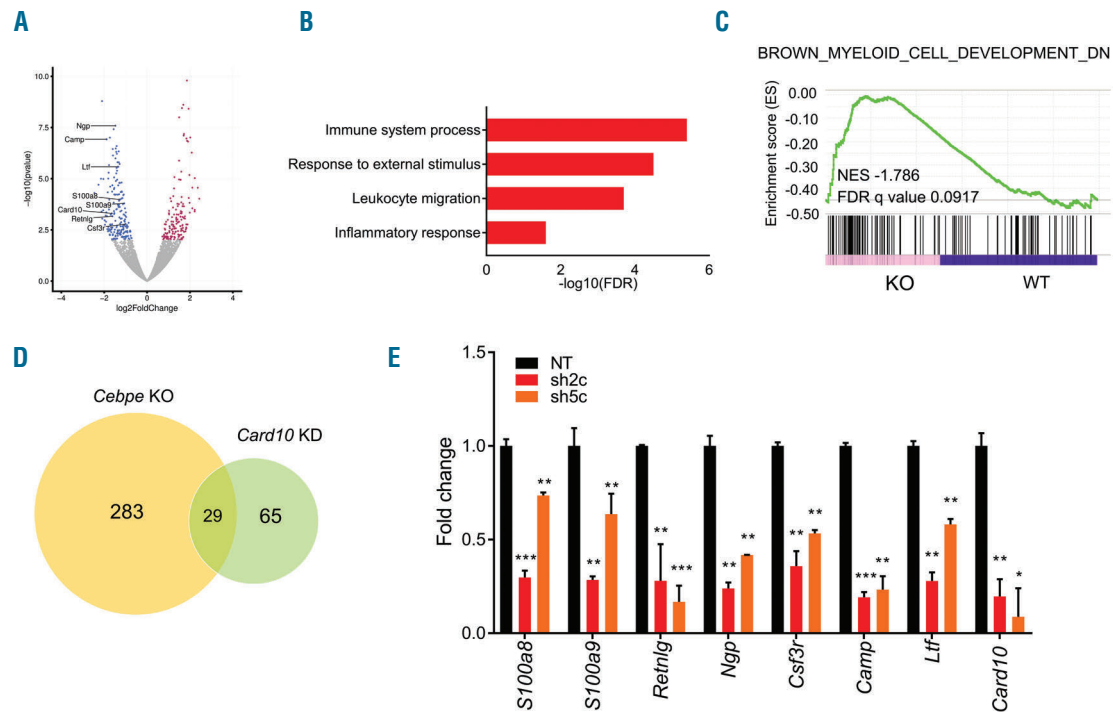 A
10.0
7.5
5.0
2.5
0.0
−log10(pvalue)
Ngp
Camp
Ltf
S100a8
S100a9
Card10
Retnlg
Csf3r
−4
−2
0
2
4
log2FoldChange
B
Immune system process
Response to external stimulus
Leukocyte migration
Inflammatory response
0
2
4
6
-log10(FDR)
C
BROWN_MYELOID_CELL_DEVELOPMENT_DN
Enrichment score (ES)
0.00
-0.10
-0.20
-0.30
-0.40
-0.50
NES -1.786
FDR q value 0.0917
KO
WT
D
Cebpe KO
Card10 KD
283
29
65
E
NT
sh2c
sh5c
Fold change
1.5
1.0
0.5
0.0
***
**
**
**
**
***
**
**
**
**
***
**
**
**
**
*
S100a8
S100a9
Retnlg
Ngp
Csf3r
Camp
Ltf
Card10